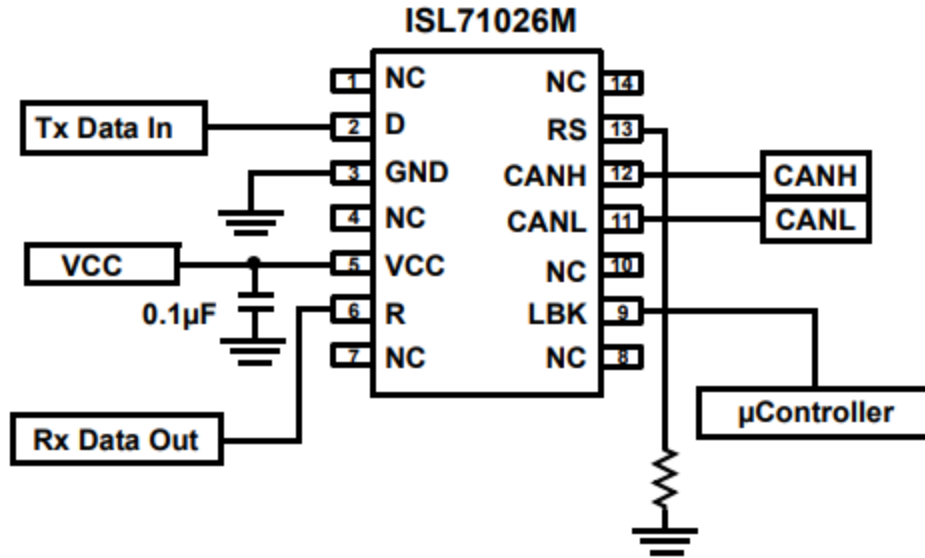 ISL71026M
1 NC
NC 14
Tx Data In
2 D
RS 13
3 GND
CANH 12
CANH
4 NC
CANL 11
CANL
VCC
5 VCC
NC 10
0.1µF
6 R
LBK 9
7 NC
NC 8
µController
Rx Data Out